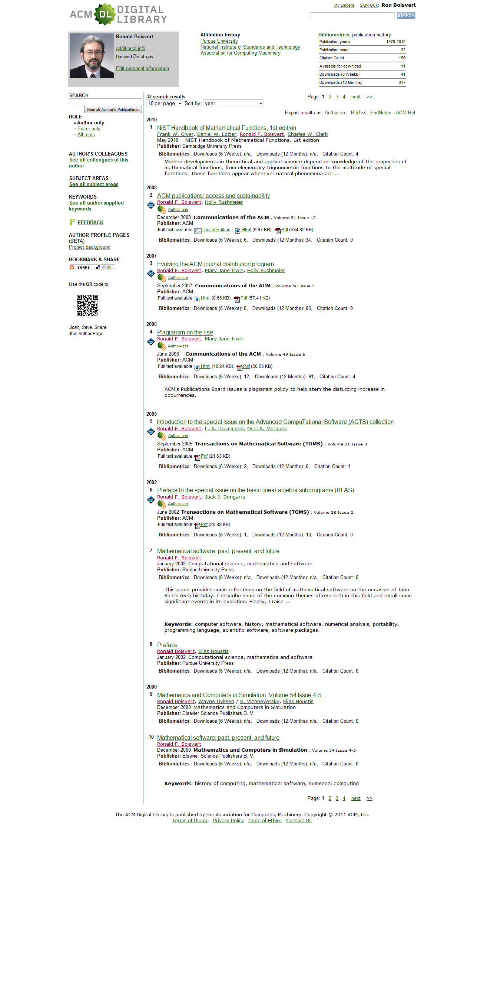 ACM DL DIGITAL LIBRARY
My Binders SIGN OUT: Ron Boisvert
SEARCH
Ronald Boisvert
additional info
boisvert@nist.gov
Edit personal information
Affiliation history
· Purdue University
· National Institute of Standards and Technology
· Association for Computing Machinery
Bibliometrics: publication history
Publication years 1979-2010
Publication count 32
Citation Count 156
Available for download 11
Downloads (6 Weeks) 41
Downloads (12 Months) 317
SEARCH
Search Author's Publications
ROLE
Author only
· Editor only
· All roles
AUTHOR'S COLLEAGUES
See all colleagues of this
author
SUBJECT AREAS
See all subject areas
KEYWORDS
See all author supplied
keywords
FEEDBACK
AUTHOR PROFILE PAGES
(BETA)
Project background
BOOKMARK & SHARE
SHARE ...
Use the QR code to
Scan, Save, Share
this Author Page
32 search results
Page: 1 2 3 4 next >>
10 per page Sort by: year
Export results as: Author-ize BibTeX EndNotes ACM Ref
2010
1 NIST Handbook of Mathematical Functions, 1st edition
Frank W. Olver, Daniel W. Lozier, Ronald F. Boisvert, Charles W. Clark
May 2010 NIST Handbook of Mathematical Functions, 1st edition
Publisher: Cambridge University Press
Bibliometrics: Downloads (6 Weeks): n/a, Downloads (12 Months): n/a, Citation Count: 4
Modern developments in theoretical and applied science depend on knowledge of the properties of
mathematical functions, from elementary trigonometric functions to the multitude of special
functions. These functions appear whenever natural phenomena are ...
2008
2 ACM publications: access and sustainability
Ronald F. Boisvert, Holly Rushmeier
Author-Izer
December 2008 Communications of the ACM , Volume 51 Issue 12
Publisher: ACM
Full text available: Digital Edition , Html (6.87 KB), Pdf (534.82 KB)
Bibliometrics: Downloads (6 Weeks): 6, Downloads (12 Months): 34, Citation Count: 0
2007
3 Evolving the ACM journal distribution program
Ronald F. Boisvert, Mary Jane Irwin, Holly Rushmeier
Author-Izer
September 2007 Communications of the ACM , Volume 50 Issue 9
Publisher: ACM
Full text available: Html (8.66 KB), Pdf (57.41 KB)
Bibliometrics: Downloads (6 Weeks): 8, Downloads (12 Months): 85, Citation Count: 0
2006
4 Plagiarism on the rise
Ronald F. Boisvert, Mary Jane Irwin
Author-Izer
June 2006 Communications of the ACM , Volume 49 Issue 6
Publisher: ACM
Full text available: Html (10.24 KB), Pdf (50.56 KB)
Bibliometrics: Downloads (6 Weeks): 12, Downloads (12 Months): 91, Citation Count: 4
ACM's Publications Board issues a plagiarism policy to help stem the disturbing increase in
occurrences.
2005
5 Introduction to the special issue on the Advanced CompuTational Software (ACTS) collection
Ronald F. Boisvert, L. A. Drummond, Osni A. Marques
Author-Izer
September 2005 Transactions on Mathematical Software (TOMS) , Volume 31 Issue 3
Publisher: ACM
Full text available: Pdf (21.63 KB)
Bibliometrics: Downloads (6 Weeks): 2, Downloads (12 Months): 6, Citation Count: 1
2002
6 Preface to the special issue on the basic linear algebra subprograms (BLAS)
Ronald F. Boisvert, Jack J. Dongarra
Author-Izer
June 2002 Transactions on Mathematical Software (TOMS) , Volume 28 Issue 2
Publisher: ACM
Full text available: Pdf (26.82 KB)
Bibliometrics: Downloads (6 Weeks): 1, Downloads (12 Months): 10, Citation Count: 0
7 Mathematical software: past, present, and future
Ronald F. Boisvert
January 2002 Computational science, mathematics and software
Publisher: Purdue University Press
Bibliometrics: Downloads (6 Weeks): n/a, Downloads (12 Months): n/a, Citation Count: 0
This paper provides some reflections on the field of mathematical software on the occasion of John
Rice's 65th birthday. I describe some of the common themes of research in this field and recall some
significant events in its evolution. Finally, I raise ...
Keywords: computer software, history, mathematical software, numerical analysis, portability,
programming language, scientific software, software packages.
8 Preface
Ronald Boisvert, Elias Houstis
January 2002 Computational science, mathematics and software
Publisher: Purdue University Press
Bibliometrics: Downloads (6 Weeks): n/a, Downloads (12 Months): n/a, Citation Count: 0
2000
9 Mathematics and Computers in Simulation: Volume 54 Issue 4-5
Ronald Boisvert, Wayne Dyksen / R. Vichnevetsky, Elias Houstis
December 2000 Mathematics and Computers in Simulation
Publisher: Elsevier Science Publishers B. V.
Bibliometrics: Downloads (6 Weeks): n/a, Downloads (12 Months): n/a, Citation Count: 0
10 Mathematical software: past, present, and future
Ronald F. Boisvert
December 2000 Mathematics and Computers in Simulation , Volume 54 Issue 4-5
Publisher: Elsevier Science Publishers B. V.
Bibliometrics: Downloads (6 Weeks): n/a, Downloads (12 Months): n/a, Citation Count: 0
Keywords: history of computing, mathematical software, numerical computing
Page: 1 2 3 4 next >>
The ACM Digital Library is published by the Association for Computing Machinery. Copyright © 2011 ACM, Inc.
Terms of Usage Privacy Policy Code of Ethics Contact Us